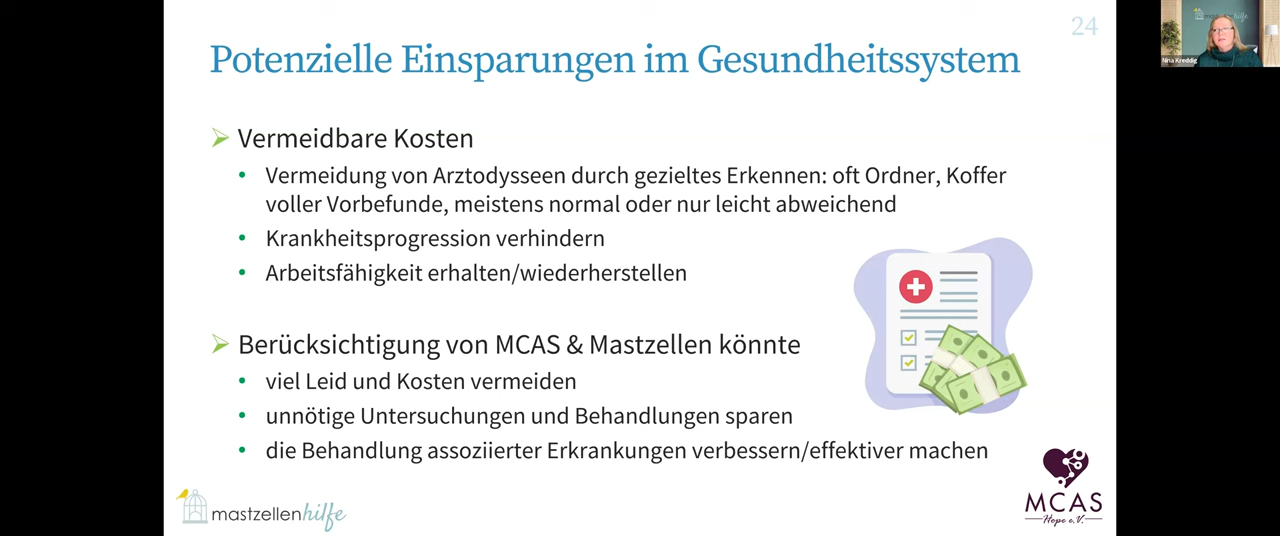 24
Potenzielle Einsparungen im Gesundheitssystem
Vermeidbare Kosten
Vermeidung von Arztodysseen durch gezieltes Erkennen: oft Ordner, Koffer
voller Vorbefunde, meistens normal oder nur leicht abweichend
Krankheitsprogression verhindern
Arbeitsfähigkeit erhalten/wiederherstellen
Berücksichtigung von MCAS & Mastzellen könnte
viel Leid und Kosten vermeiden
unnötige Untersuchungen und Behandlungen sparen
die Behandlung assoziierter Erkrankungen verbessern/effektiver machen
mastzellenhilfe
MCAS
Hope e.V.
Nina Kreddig